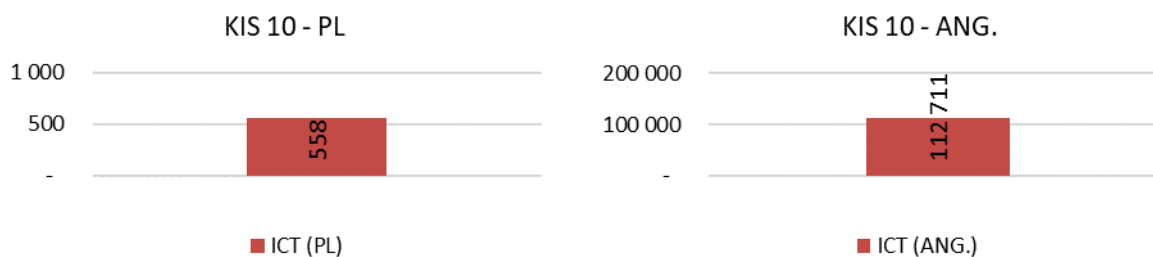 KIS 10 - PL
1 000
500
-
558
ICT (PL)
KIS 10 - ANG.
200 000
100 000
-
112 711
ICT (ANG.)